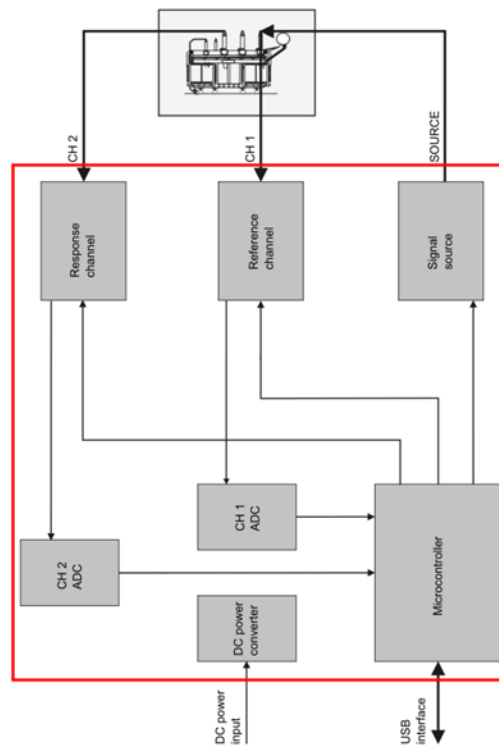 CH 2
CH 1
SOURCE
Response
channel
Reference
channel
Signal
source
CH 2
ADC
CH 1
ADC
DC power
converter
Microcontroller
DC power
input
USB
interface